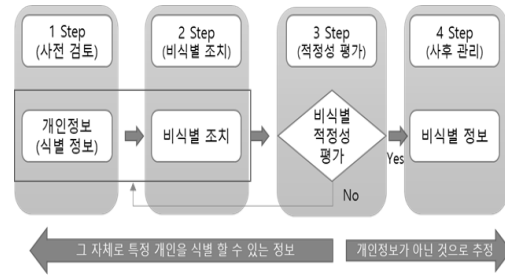 1 Step
(사전 검토)
2 Step
(비식별 조치)
3 Step
(적정성 평가)
4 Step
(사후 관리)
개인정보
(식별 정보)
비식별 조치
비식별
적정성
평가
Yes
비식별 정보
No
그 자체로 특정 개인을 식별 할 수 있는 정보
개인정보가 아닌 것으로 추정